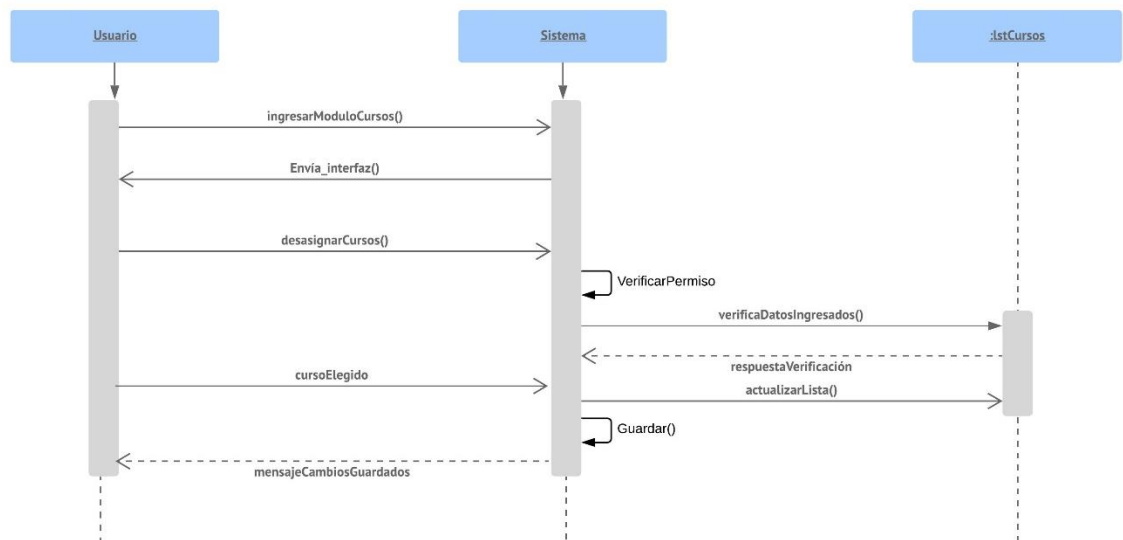 Usuario
Sistema
:lstCursos
ingresarModuloCursos()
Envía_interfaz()
desasignarCursos()
VerificarPermiso
verificaDatosIngresados()
respuestaVerificación
cursoElegido
actualizarLista()
Guardar()
mensajeCambiosGuardados